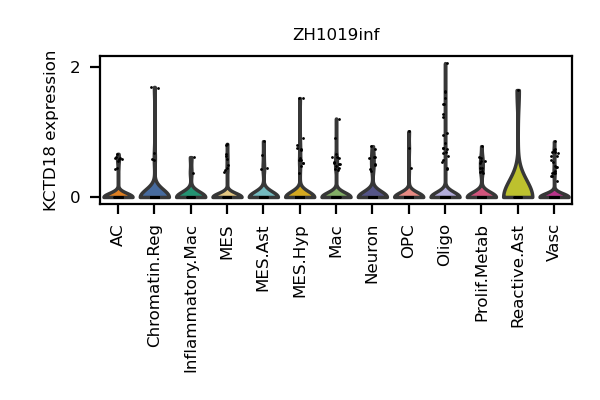 ZH1019inf
KCTD18 expression
2
0
AC
Chromatin.Reg
Inflammatory.Mac
MES
MES.Ast
MES.Hyp
Mac
Neuron
OPC
Oligo
Prolif.Metab
Reactive.Ast
Vasc